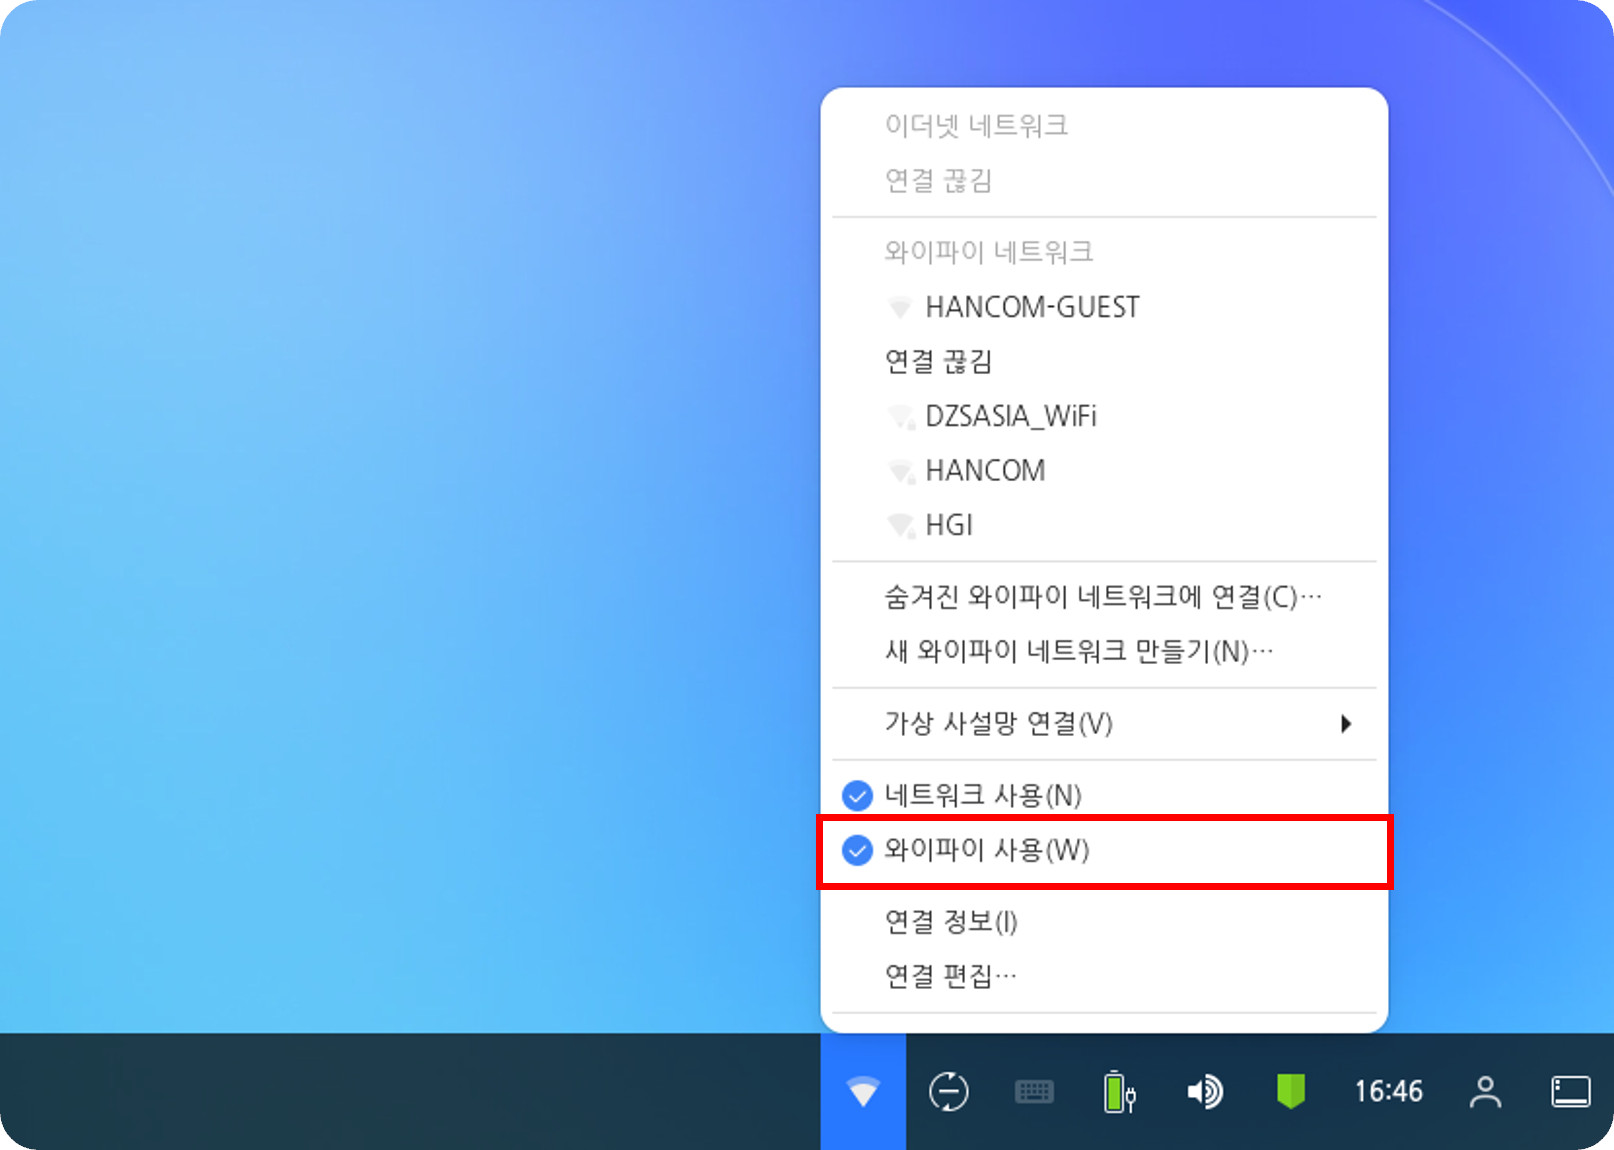 이더넷 네트워크
연결 끊김
와이파이 네트워크
HANCOM-GUEST
연결 끊김
DZSASIA_WiFi
HANCOM
HGI
숨겨진 와이파이 네트워크에 연결(C)…
새 와이파이 네트워크 만들기(N)…
가상 사설망 연결(V)
네트워크 사용(N)
와이파이 사용(W)
연결 정보(I)
연결 편집…
16:46